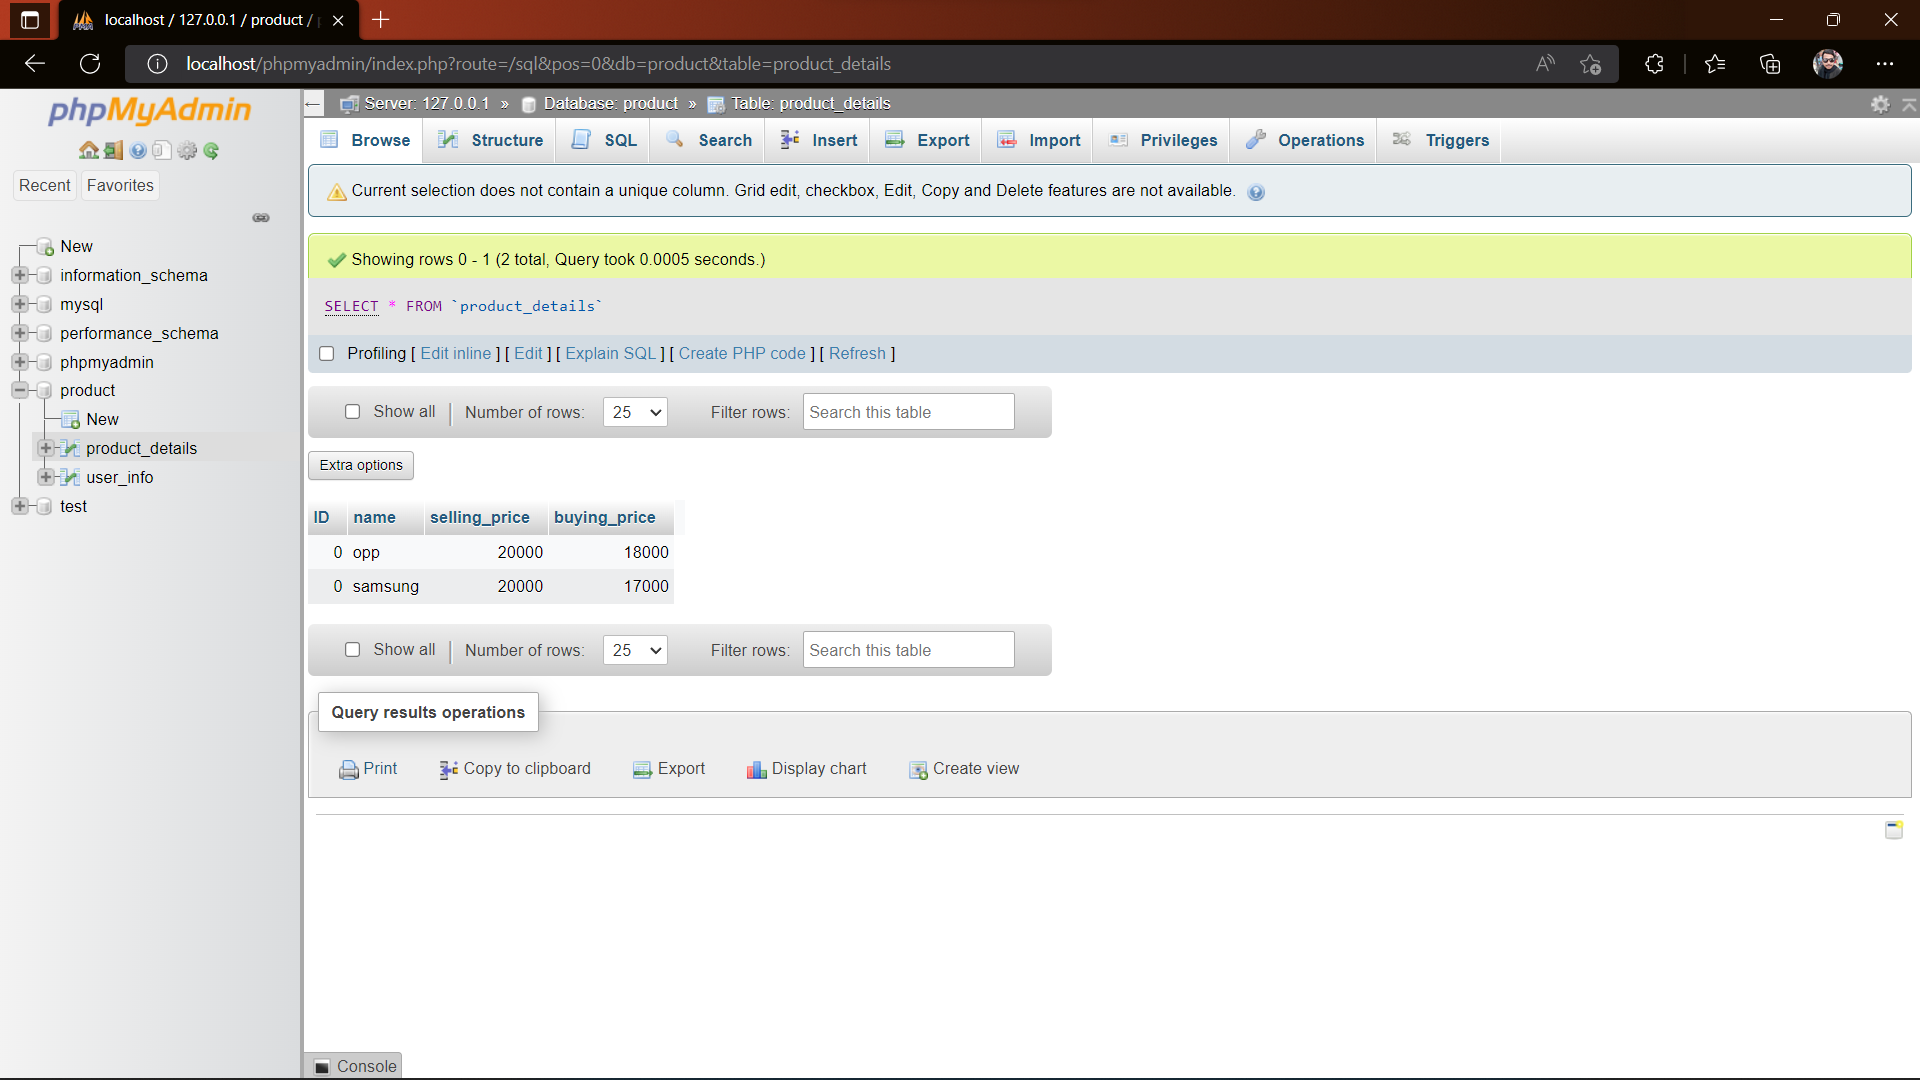 localhost / 127.0.0.1 / product /
localhost/phpmyadmin/index.php?route=/sql&pos=0&db=product&table=product_details
phpMyAdmin
Recent Favorites
New
information_schema
mysql
performance_schema
phpmyadmin
product
New
product_details
user_info
test
Server: 127.0.0.1 » Database: product » Table: product_details
Browse Structure SQL Search Insert Export Import Privileges Operations Triggers
Current selection does not contain a unique column. Grid edit, checkbox, Edit, Copy and Delete features are not available.
Showing rows 0 - 1 (2 total, Query took 0.0005 seconds.)
SELECT * FROM `product_details`
Profiling [ Edit inline ] [ Edit ] [ Explain SQL ] [ Create PHP code ] [ Refresh ]
Show all Number of rows: 25 Filter rows: Search this table
Extra options
ID name selling_price buying_price
0 opp 20000 18000
0 samsung 20000 17000
Show all Number of rows: 25 Filter rows: Search this table
Query results operations
Print Copy to clipboard Export Display chart Create view
Console